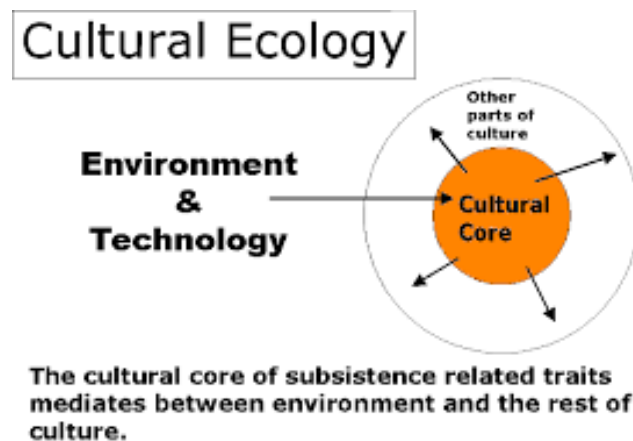 Cultural Ecology
Other
parts of
culture
Environment
&
Technology
Cultural
Core
The cultural core of subsistence related traits
mediates between environment and the rest of
culture.